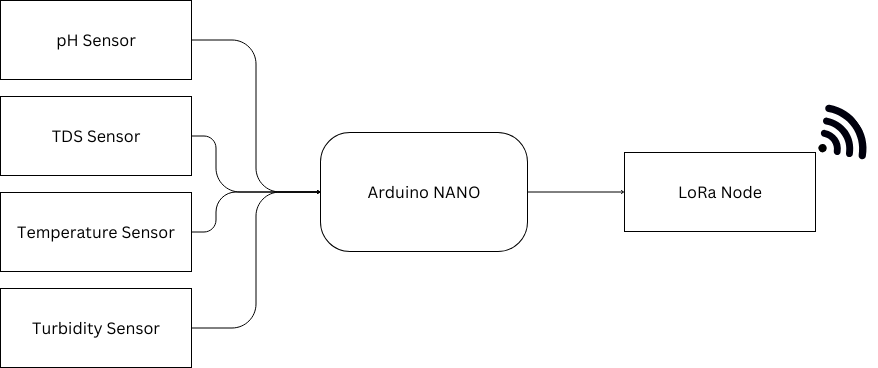 pH Sensor
TDS Sensor
Temperature Sensor
Turbidity Sensor
Arduino NANO
LoRa Node